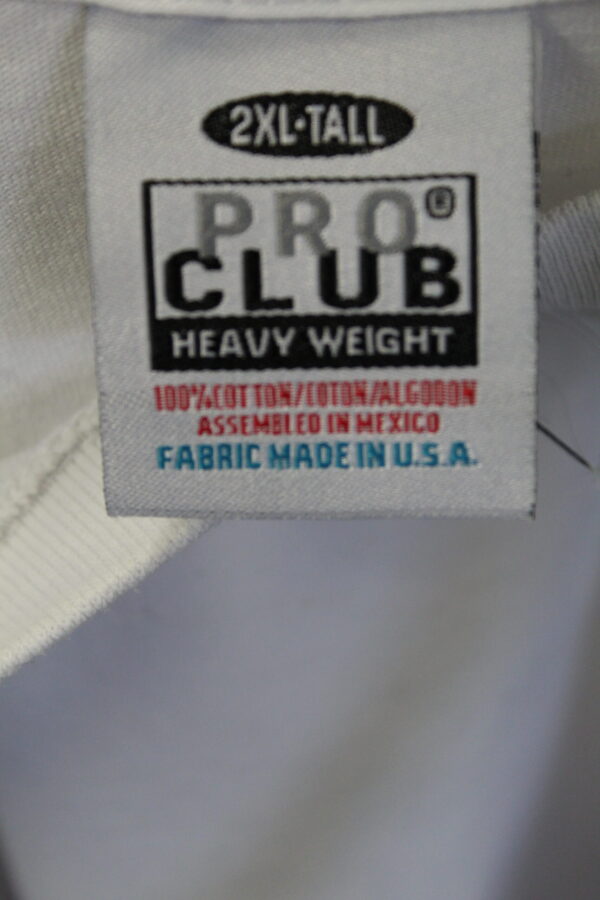 2XL·TALL
PRO®
CLUB
HEAVY WEIGHT
100%COTTON/COTON/ALGODON
ASSEMBLED IN MEXICO
FABRIC MADE IN U.S.A.